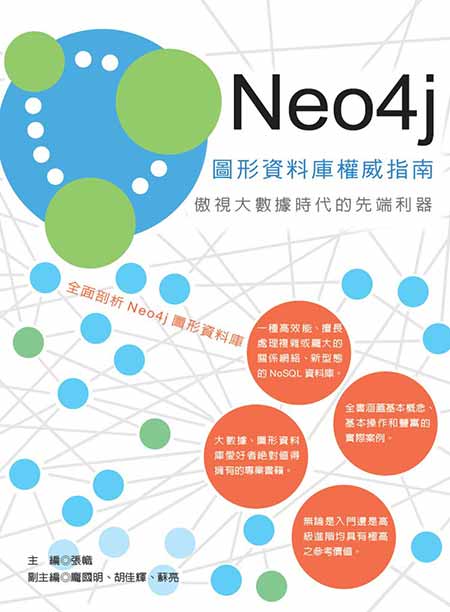 Neo4j
圖形資料庫權威指南
傲視大數據時代的先端利器
全面剖析 Neo4j 圖形資料庫
一種高效能、擅長
處理複雜或龐大的
關係網絡、新型態
的 NoSQL 資料庫。
全書涵蓋基本概念、
基本操作和豐富的
實際案例。
大數據、圖形資料
庫愛好者絕對值得
擁有的專業書籍。
無論是入門還是高
級進階均具有極高
之參考價值。
主 編◎張幟
副主編◎龐國明、胡佳輝、蘇亮